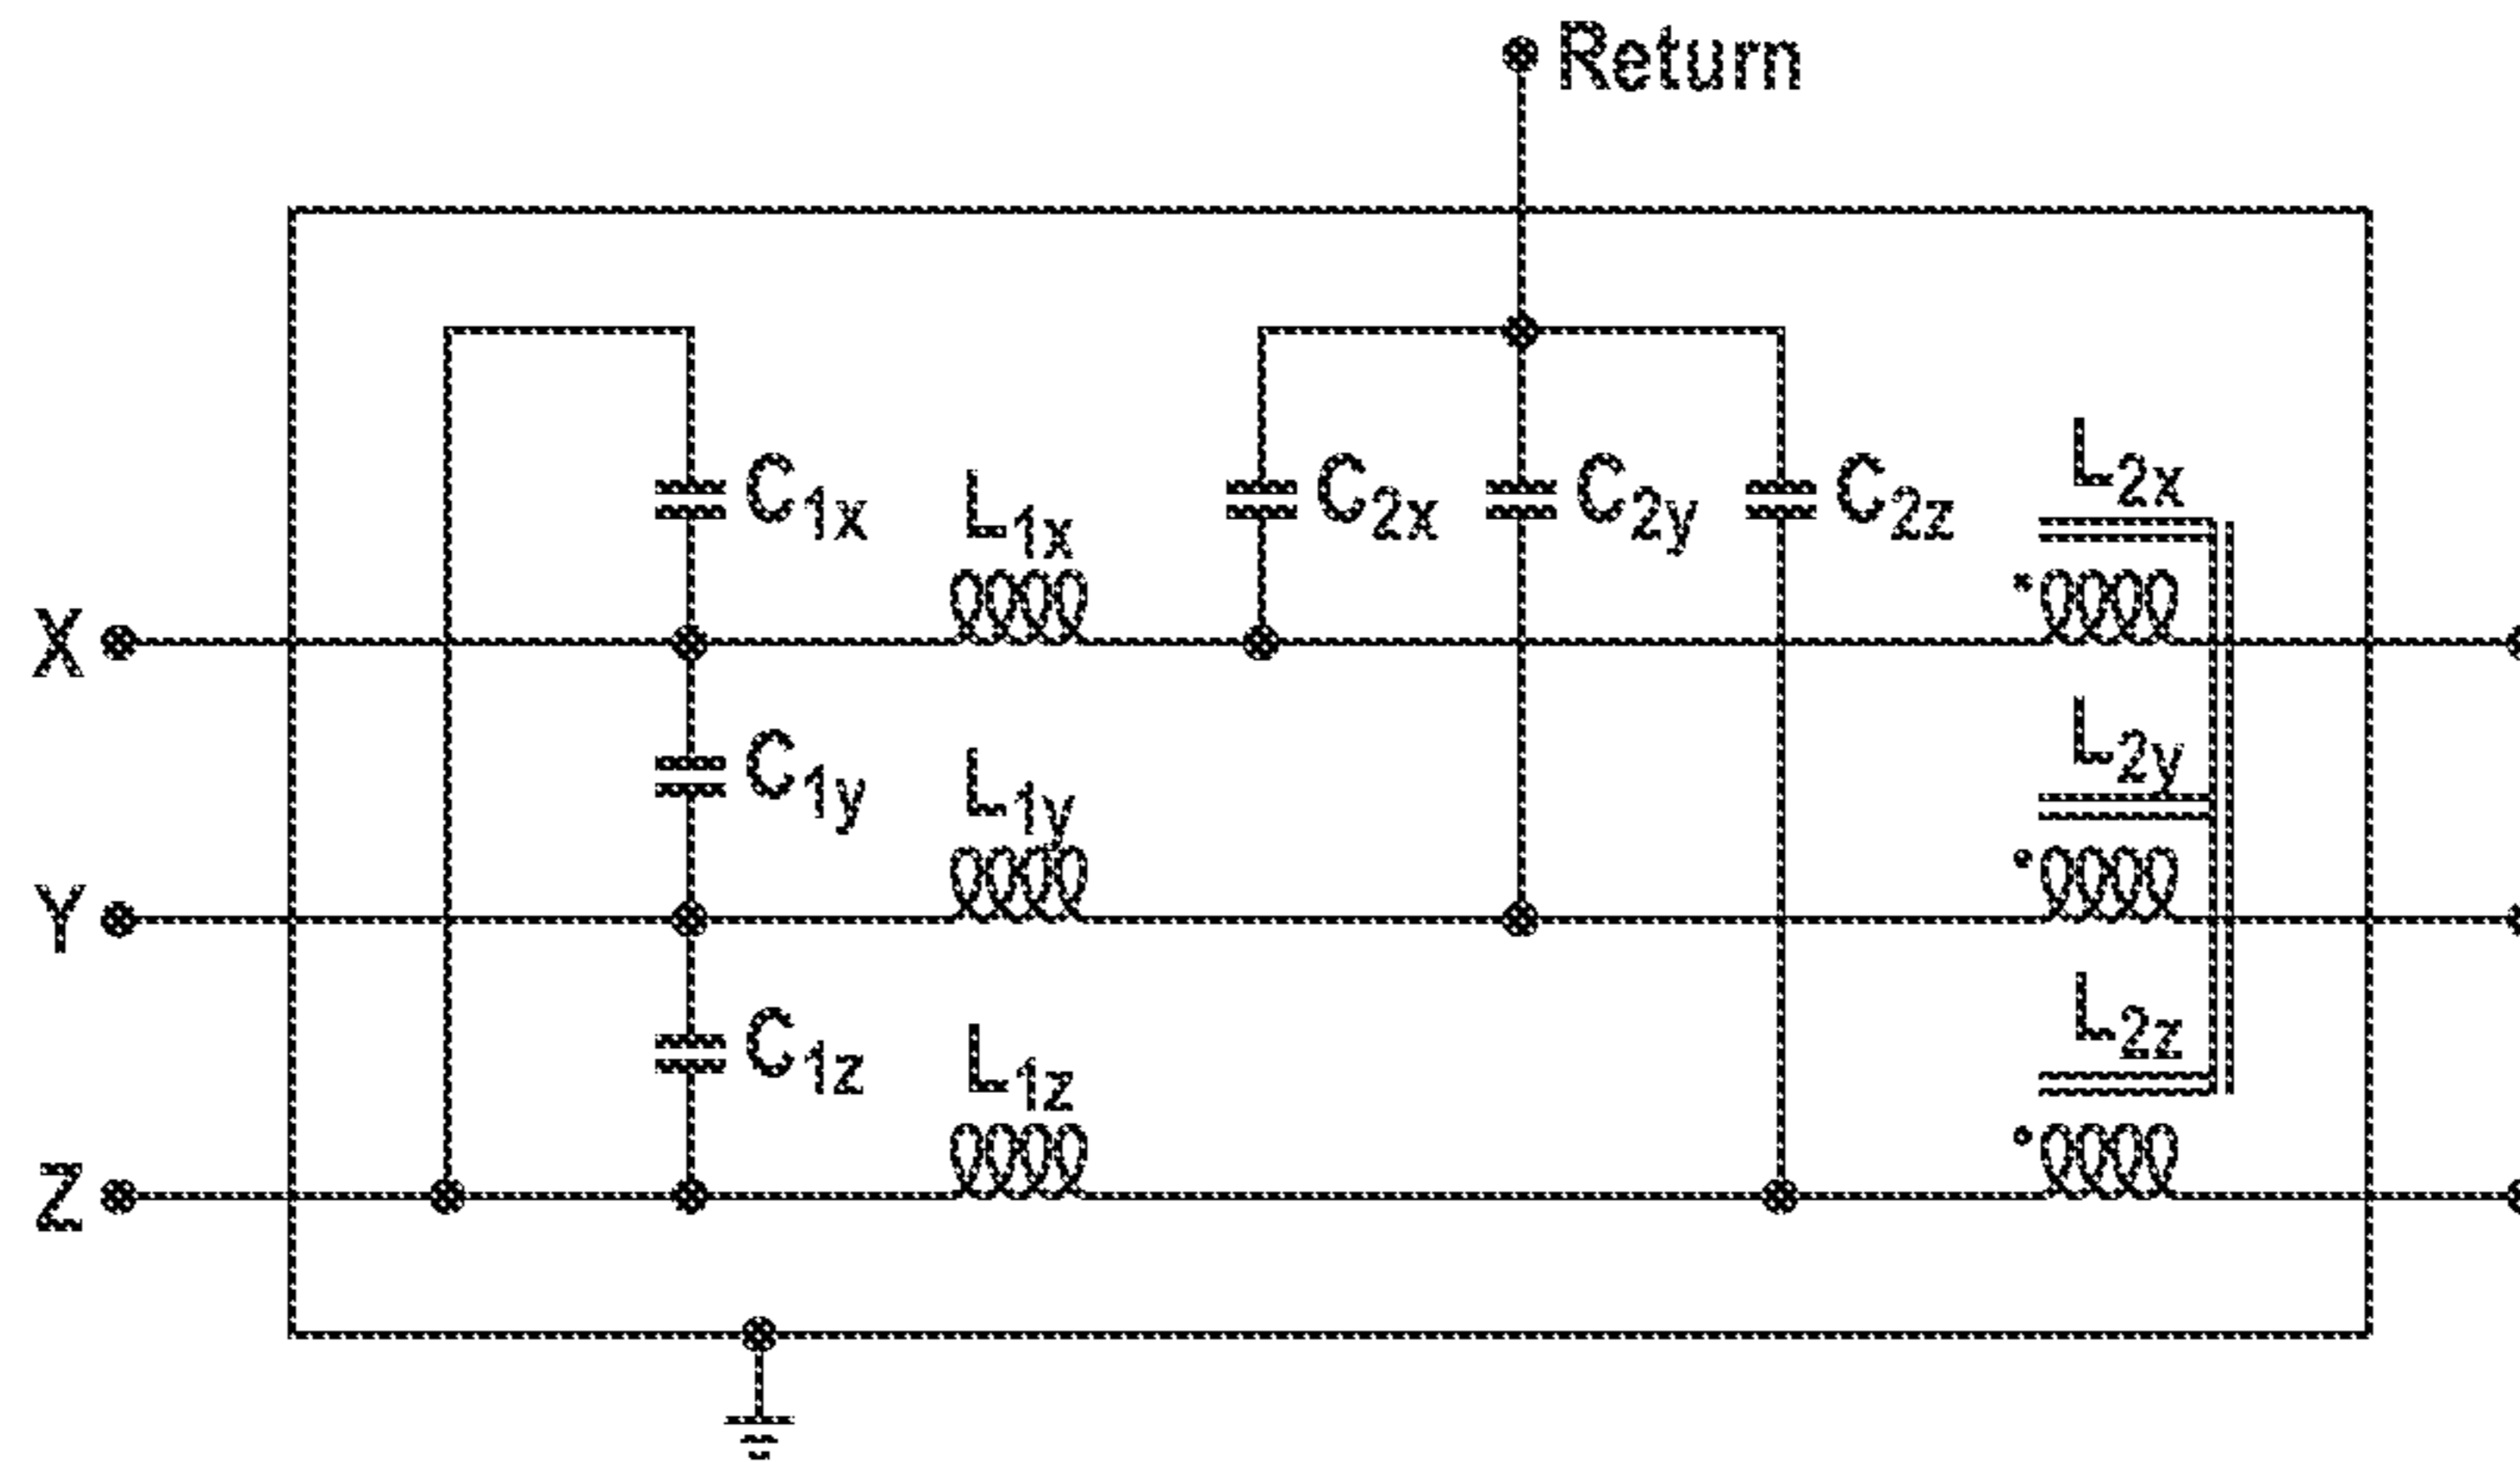 Return
C1x
L1x
C2x
C2y
C2z
L2x
X
C1y
L1y
L2y
Y
C1z
L1z
L2z
Z